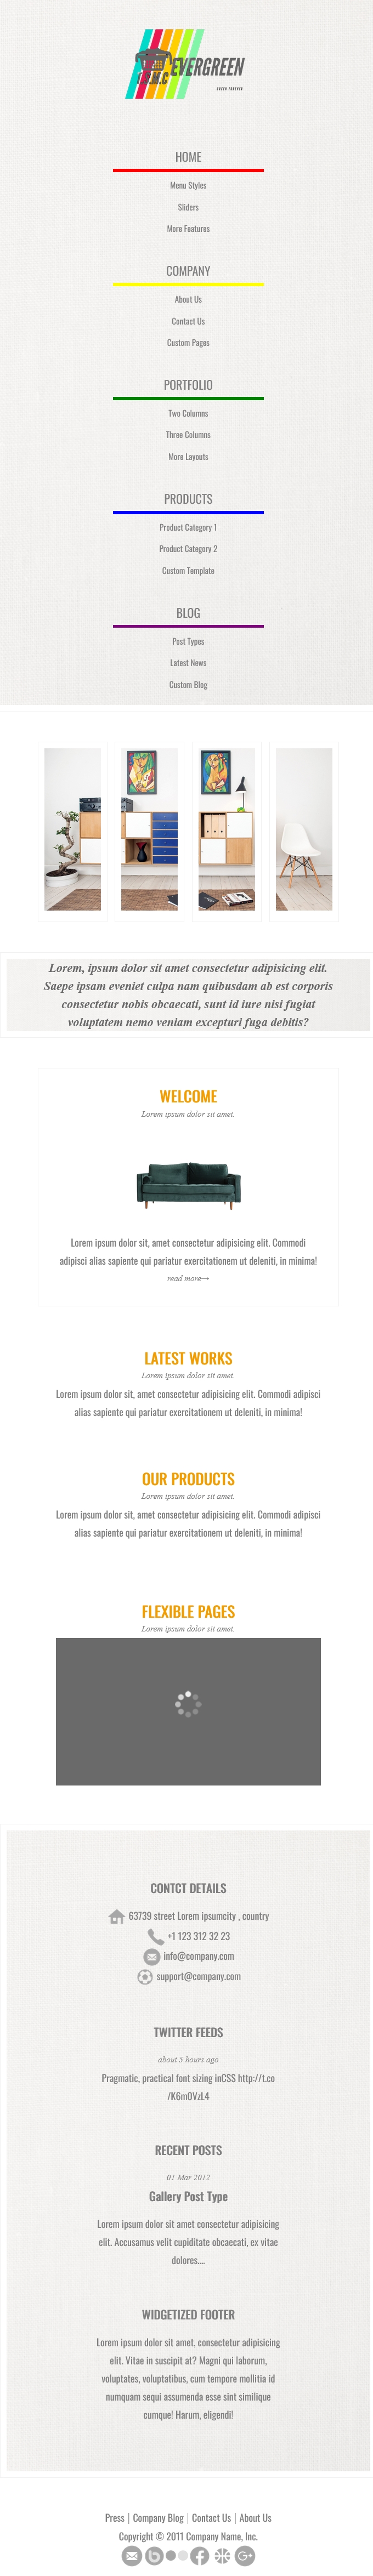 T.M.C EVERGREEN
GREEN FOREVER
HOME
Menu Styles
Sliders
More Features
COMPANY
About Us
Contact Us
Custom Pages
PORTFOLIO
Two Columns
Three Columns
More Layouts
PRODUCTS
Product Category 1
Product Category 2
Custom Template
BLOG
Post Types
Latest News
Custom Blog
Lorem, ipsum dolor sit amet consectetur adipisicing elit.
Saepe ipsam eveniet culpa nam quibusdam ab est corporis
consectetur nobis obcaecati, sunt id iure nisi fugiat
voluptatem nemo veniam excepturi fuga debitis?
WELCOME
Lorem ipsum dolor sit amet.
Lorem ipsum dolor sit, amet consectetur adipisicing elit. Commodi
adipisci alias sapiente qui pariatur exercitationem ut deleniti, in minima!
read more→
LATEST WORKS
Lorem ipsum dolor sit amet.
Lorem ipsum dolor sit, amet consectetur adipisicing elit. Commodi adipisci
alias sapiente qui pariatur exercitationem ut deleniti, in minima!
OUR PRODUCTS
Lorem ipsum dolor sit amet.
Lorem ipsum dolor sit, amet consectetur adipisicing elit. Commodi adipisci
alias sapiente qui pariatur exercitationem ut deleniti, in minima!
FLEXIBLE PAGES
Lorem ipsum dolor sit amet.
CONTCT DETAILS
63739 street Lorem ipsumcity , country
+1 123 312 32 23
info@company.com
support@company.com
TWITTER FEEDS
about 5 hours ago
Pragmatic, practical font sizing inCSS http://t.co
/K6m0VzL4
RECENT POSTS
01 Mar 2012
Gallery Post Type
Lorem ipsum dolor sit amet consectetur adipisicing
elit. Accusamus velit cupiditate obcaecati, ex vitae
dolores....
WIDGETIZED FOOTER
Lorem ipsum dolor sit amet, consectetur adipisicing
elit. Vitae in suscipit at? Magni qui laborum,
voluptates, voluptatibus, cum tempore mollitia id
numquam sequi assumenda esse sint similique
cumque! Harum, eligendi!
Press | Company Blog | Contact Us | About Us
Copyright © 2011 Company Name, Inc.